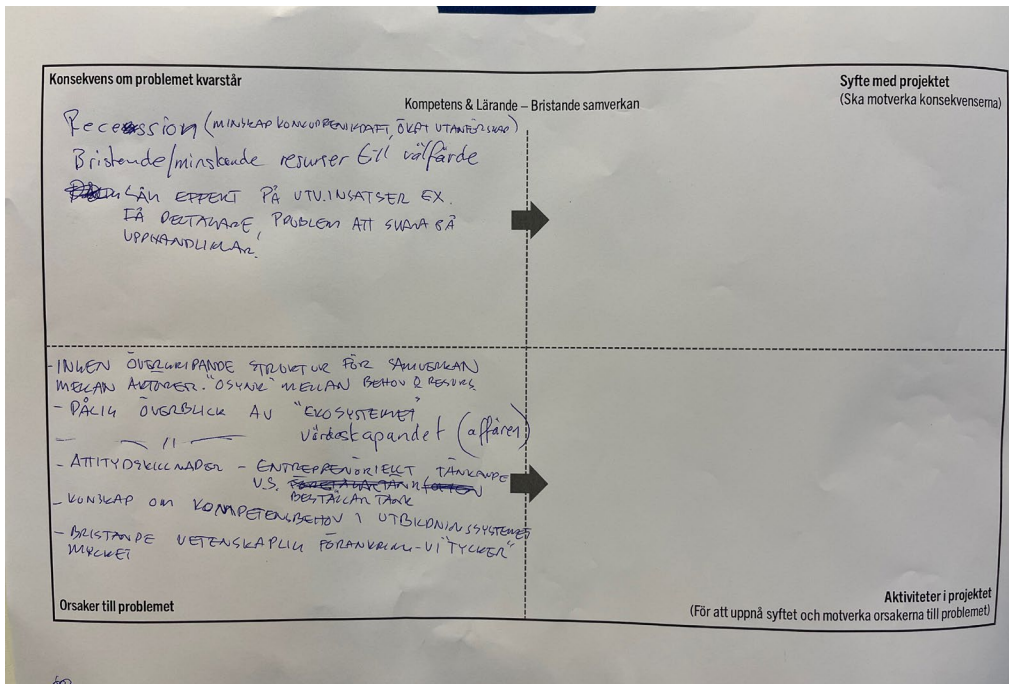 Konsekvens om problemet kvarstår
Syfte med projektet
(Ska motverka konsekvenserna)
Kompetens & Lärande – Bristande samverkan
Recession (MINSKAD KONKURRENSKRAFT, ÖKAT UTANFÖRSKAP)
Bristende/minskande resurser till välfärde
LÅG EFFEKT PÅ UTV.INSATSER EX.
FÅ DELTAGARE, PROBLEM ATT SVARA PÅ
UPPHANDLINGAR.
- INGEN ÖVERGRIPANDE STRUKTUR FÖR SAMVERKAN
MELLAN AKTÖRER. "OSYNK" MELLAN BEHOV & RESURS
- DÅLIG ÖVERBLICK AV "EKOSYSTEMET"
- — 11 — värdeskapandet (affären)
- ATTITYDSKILLNADER - ENTREPRENÖRIELLT TÄNKANDE
V.S.
BESTÄLLAR TÄNK
- KUNSKAP OM KOMPETENSBEHOV I UTBILDNINGSSYSTEMET
- BRISTANDE VETENSKAPLIG FÖRANKRING - VI "TYCKER"
MYCKET
Orsaker till problemet
Aktiviteter i projektet
(För att uppnå syftet och motverka orsakerna till problemet)